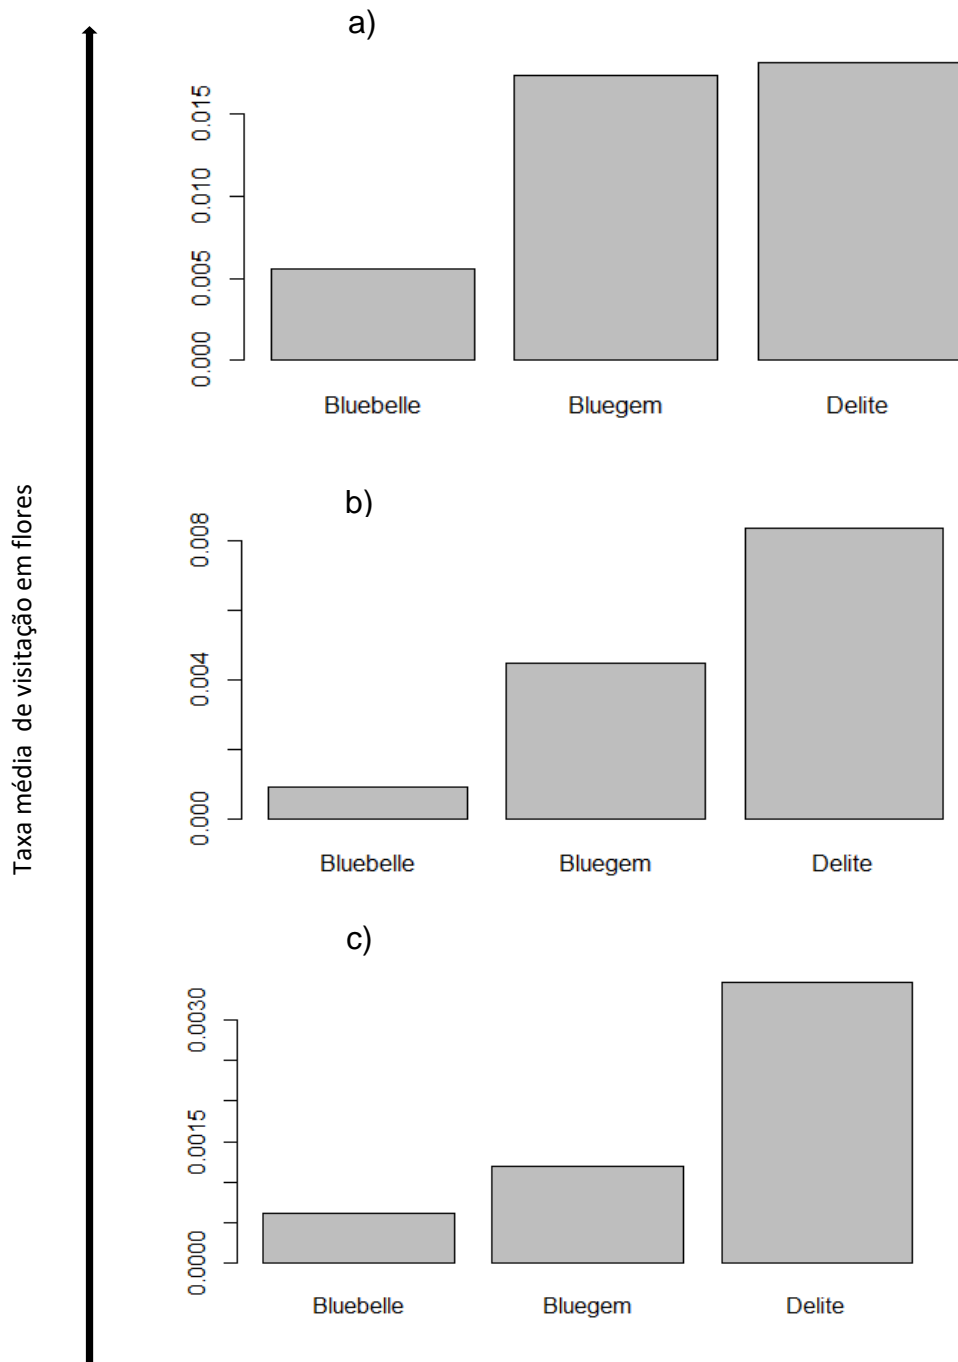 Taxa média de visitação em flores
a)
0.015
0.010
0.005
0.000
Bluebelle Bluegem Delite
b)
0.008
0.004
0.000
Bluebelle Bluegem Delite
c)
0.0030
0.0015
0.0000
Bluebelle Bluegem Delite